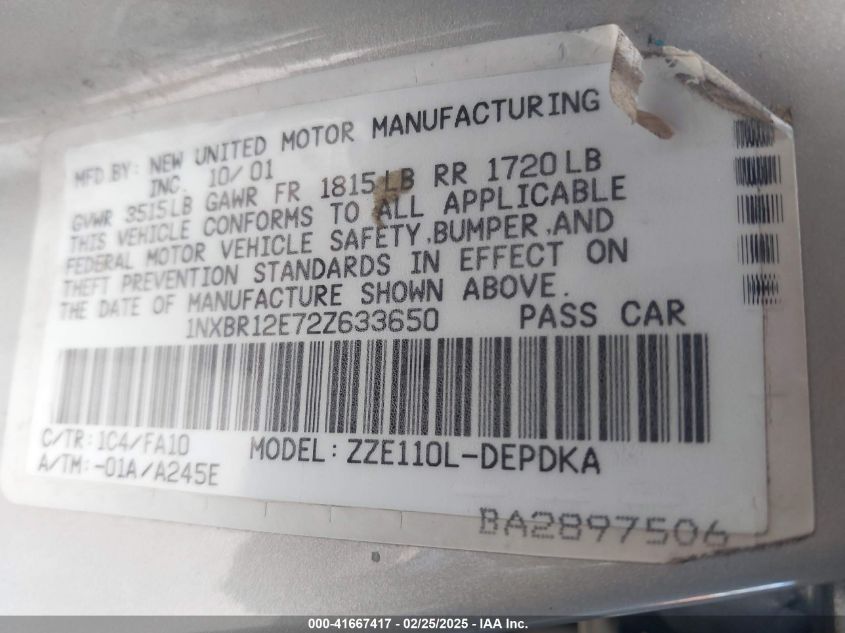 MFD.BY: NEW UNITED MOTOR MANUFACTURING
INC. 10/01
GVWR 3515LB GAWR FR 1815LB RR 1720LB
THIS VEHICLE CONFORMS TO ALL APPLICABLE
FEDERAL MOTOR VEHICLE SAFETY,BUMPER,AND
THEFT PREVENTION STANDARDS IN EFFECT ON
THE DATE OF MANUFACTURE SHOWN ABOVE.
1NXBR12E72Z633650 PASS CAR
C/TR:1C4/FA10 MODEL:ZZE110L-DEPDKA
A/TM:-01A/A245E
BA2897506
000-41667417 - 02/25/2025 - IAA Inc.